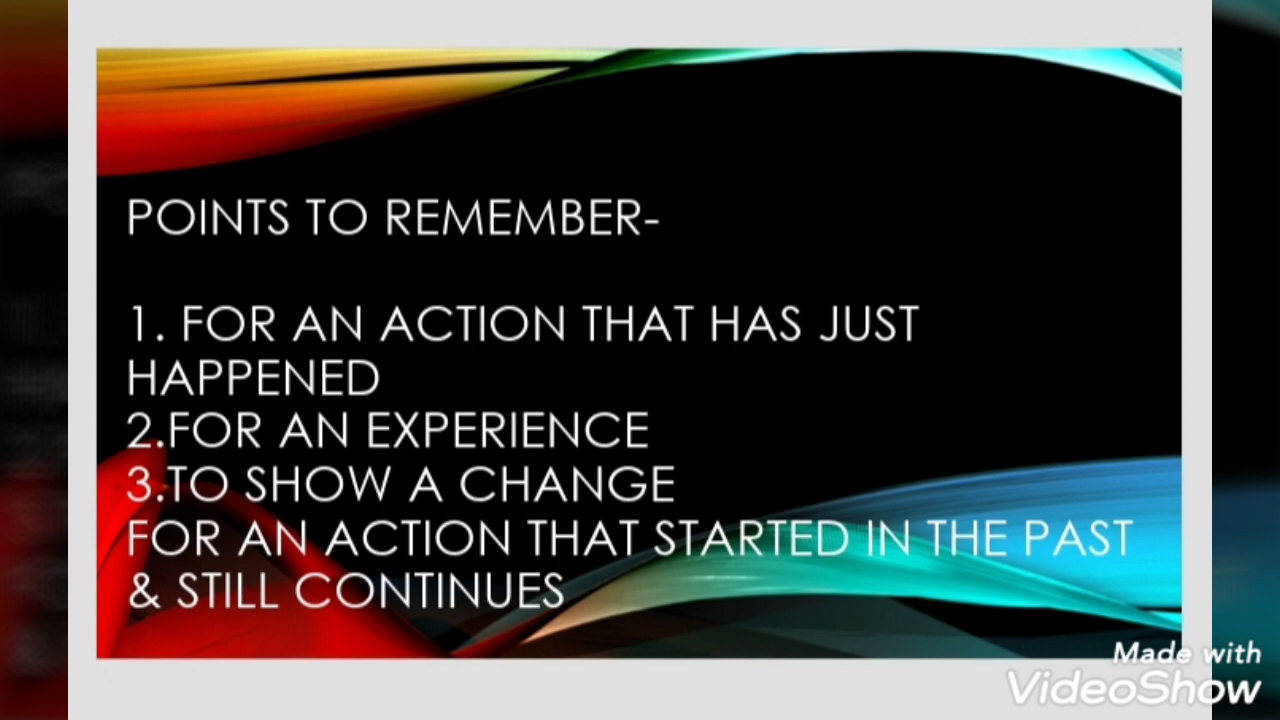 POINTS TO REMEMBER-
1. FOR AN ACTION THAT HAS JUST
HAPPENED
2.FOR AN EXPERIENCE
3.TO SHOW A CHANGE
FOR AN ACTION THAT STARTED IN THE PAST
& STILL CONTINUES
Made with
VideoShow